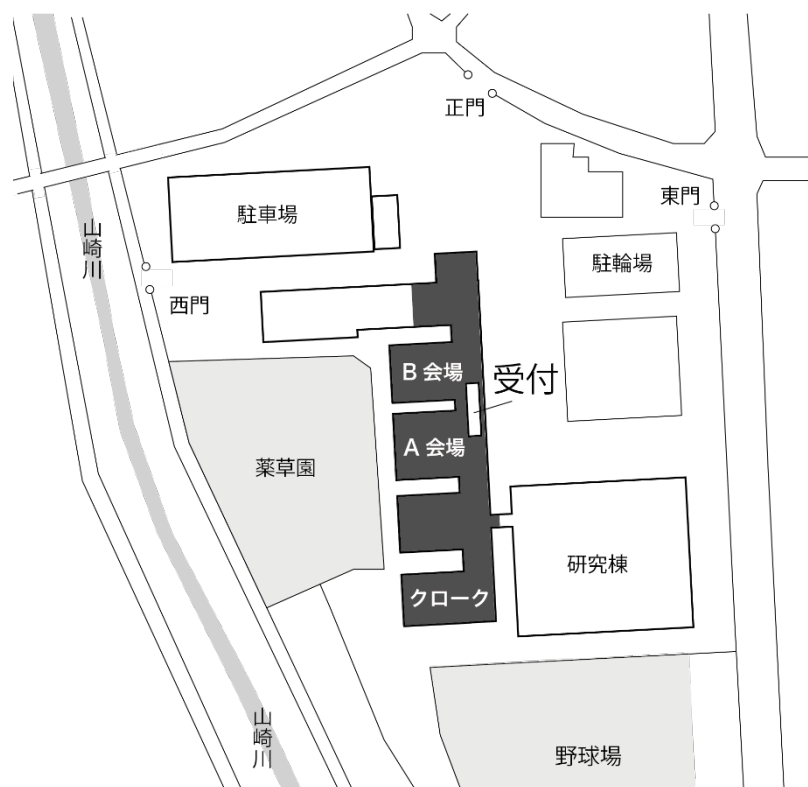 正門
東門
駐車場
山崎川
駐輪場
西門
B 会場
受付
A 会場
薬草園
研究棟
クローク
山崎川
野球場